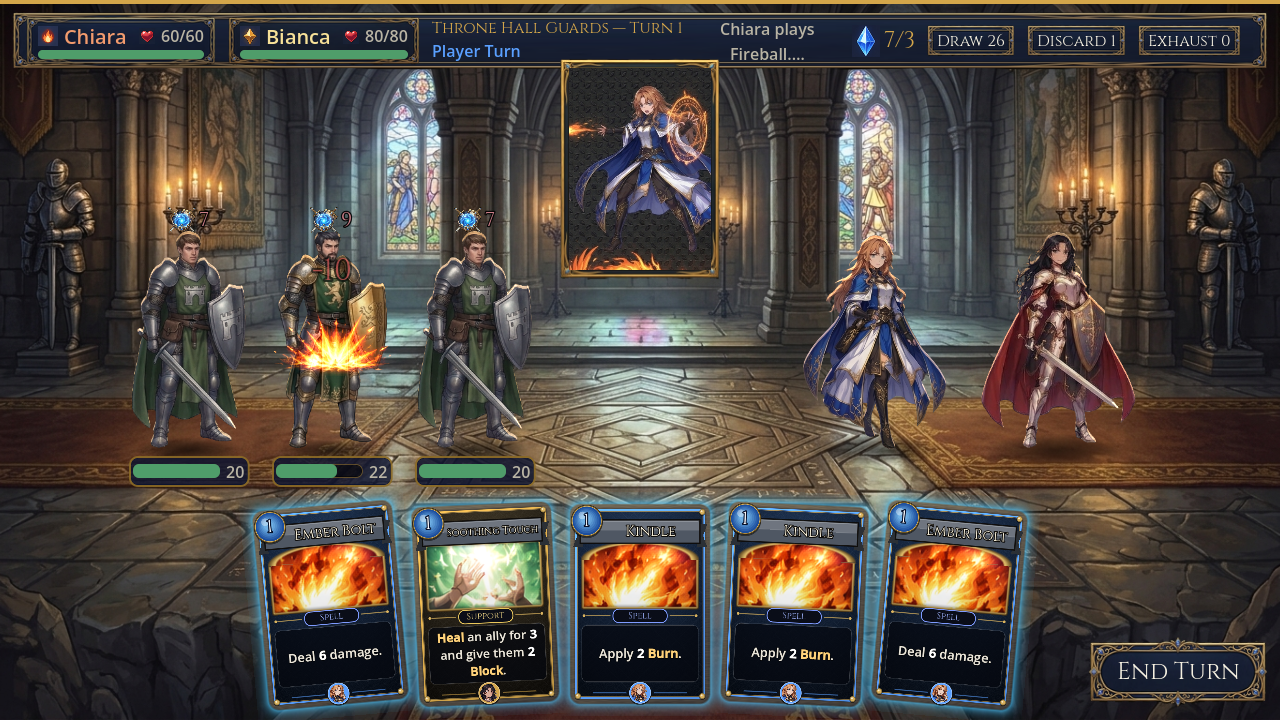 Chiara 60/60
Bianca 80/80
Throne Hall Guards — Turn 1
Player Turn
Chiara plays
Fireball....
7/3
Draw 26
Discard 1
Exhaust 0
7
9
7
-10
20
22
20
1
Ember Bolt
Spell
Deal 6 damage.
1
Soothing Touch
Support
Heal an ally for 3
and give them 2
Block.
1
Kindle
Spell
Apply 2 Burn.
1
Kindle
Spell
Apply 2 Burn.
1
Ember Bolt
Spell
Deal 6 damage.
End Turn